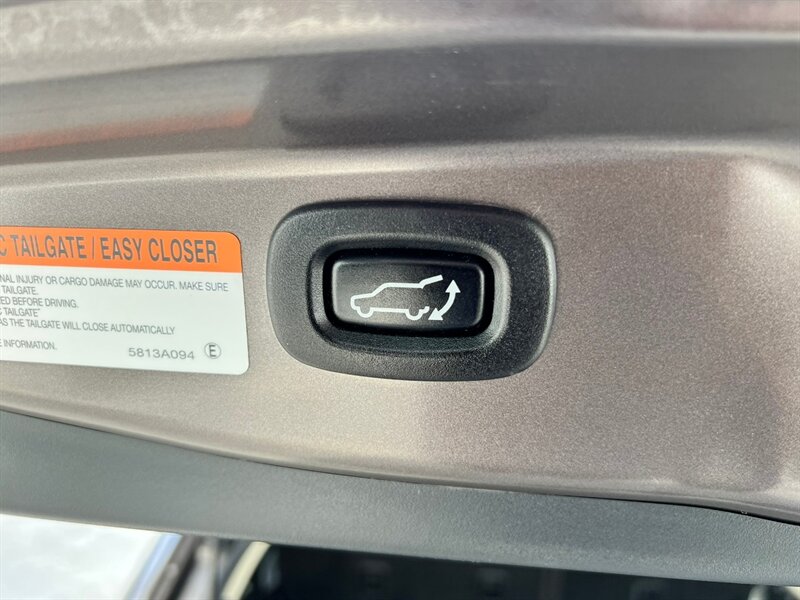 C TAILGATE / EASY CLOSER
NAL INJURY OR CARGO DAMAGE MAY OCCUR. MAKE SURE
TAILGATE.
ED BEFORE DRIVING.
C TAILGATE"
AS THE TAILGATE WILL CLOSE AUTOMATICALLY
E INFORMATION.
5813A094 E